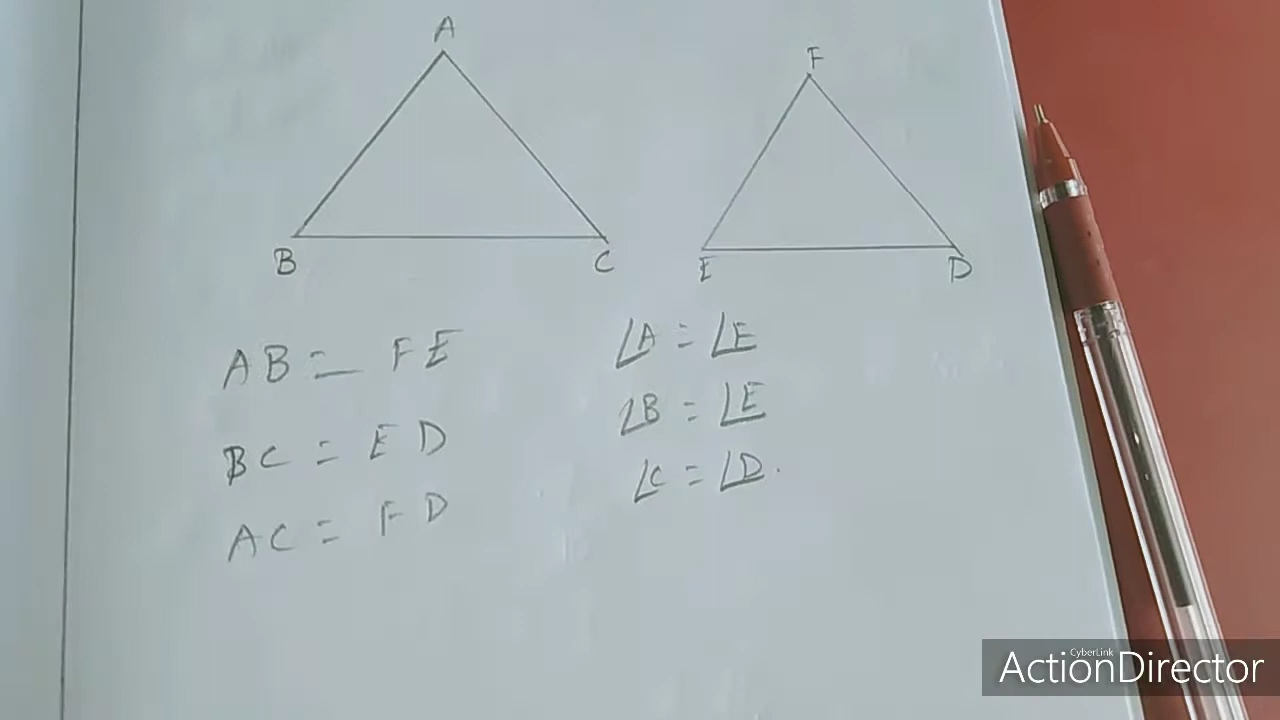 A
F
B
C
E
D
AB = FE
BC = ED
AC = FD
∠A = ∠E
∠B = ∠E
∠C = ∠D.
CyberLink
ActionDirector